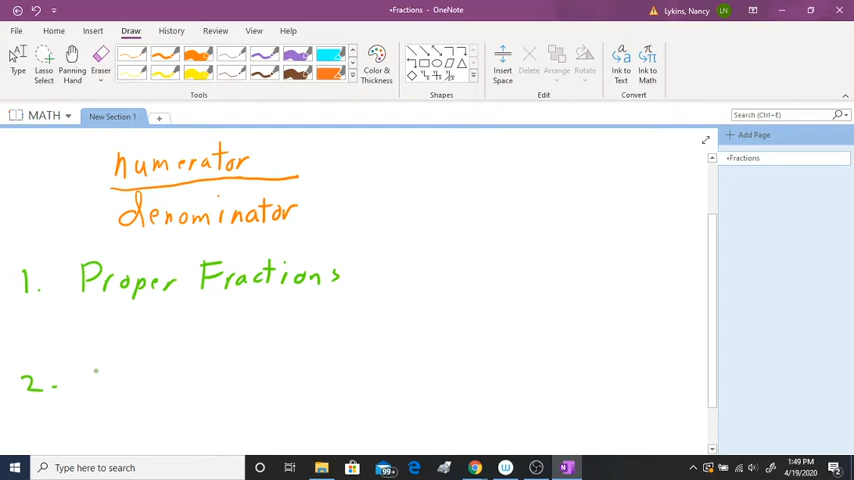 •Fractions - OneNote
Lykins, Nancy LN
File Home Insert Draw History Review View
Type Lasso Select Panning Hand Eraser Color & Thickness Insert Space Delete Arrange Rotate Ink to Text Ink to Math
Tools Shapes Edit Convert
MATH New Section 1 Search (Ctrl+E)
Add Page
•Fractions
numerator
denominator
1. Proper Fractions
2.
Type here to search 99+ 1:49 PM
4/19/2020